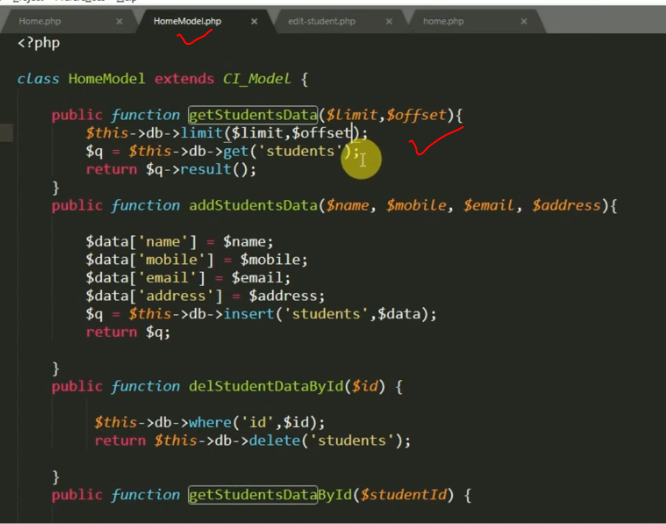 Home.php x HomeModel.php x edit-student.php x home.php x
<?php
class HomeModel extends CI_Model {
public function getStudentsData($limit,$offset){
$this->db->limit($limit,$offset);
$q = $this->db->get('students');
return $q->result();
}
public function addStudentsData($name, $mobile, $email, $address){
$data['name'] = $name;
$data['mobile'] = $mobile;
$data['email'] = $email;
$data['address'] = $address;
$q = $this->db->insert('students',$data);
return $q;
}
public function delStudentDataById($id) {
$this->db->where('id',$id);
return $this->db->delete('students');
}
public function getStudentsDataById($studentId) {